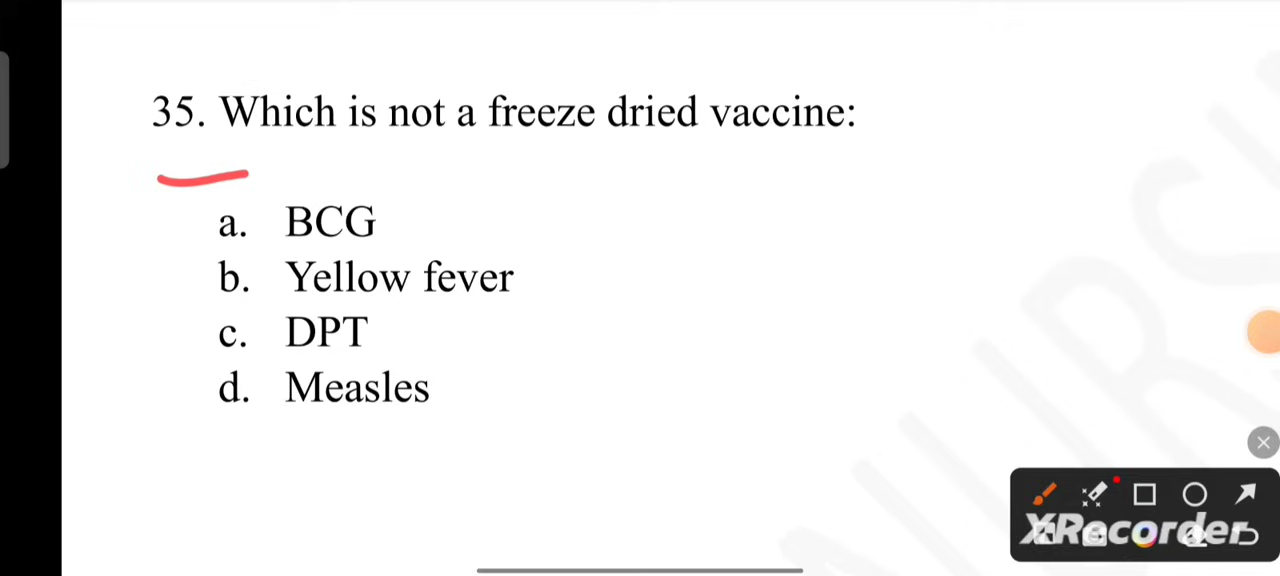 35. Which is not a freeze dried vaccine:
a. BCG
b. Yellow fever
c. DPT
d. Measles
XRecorder